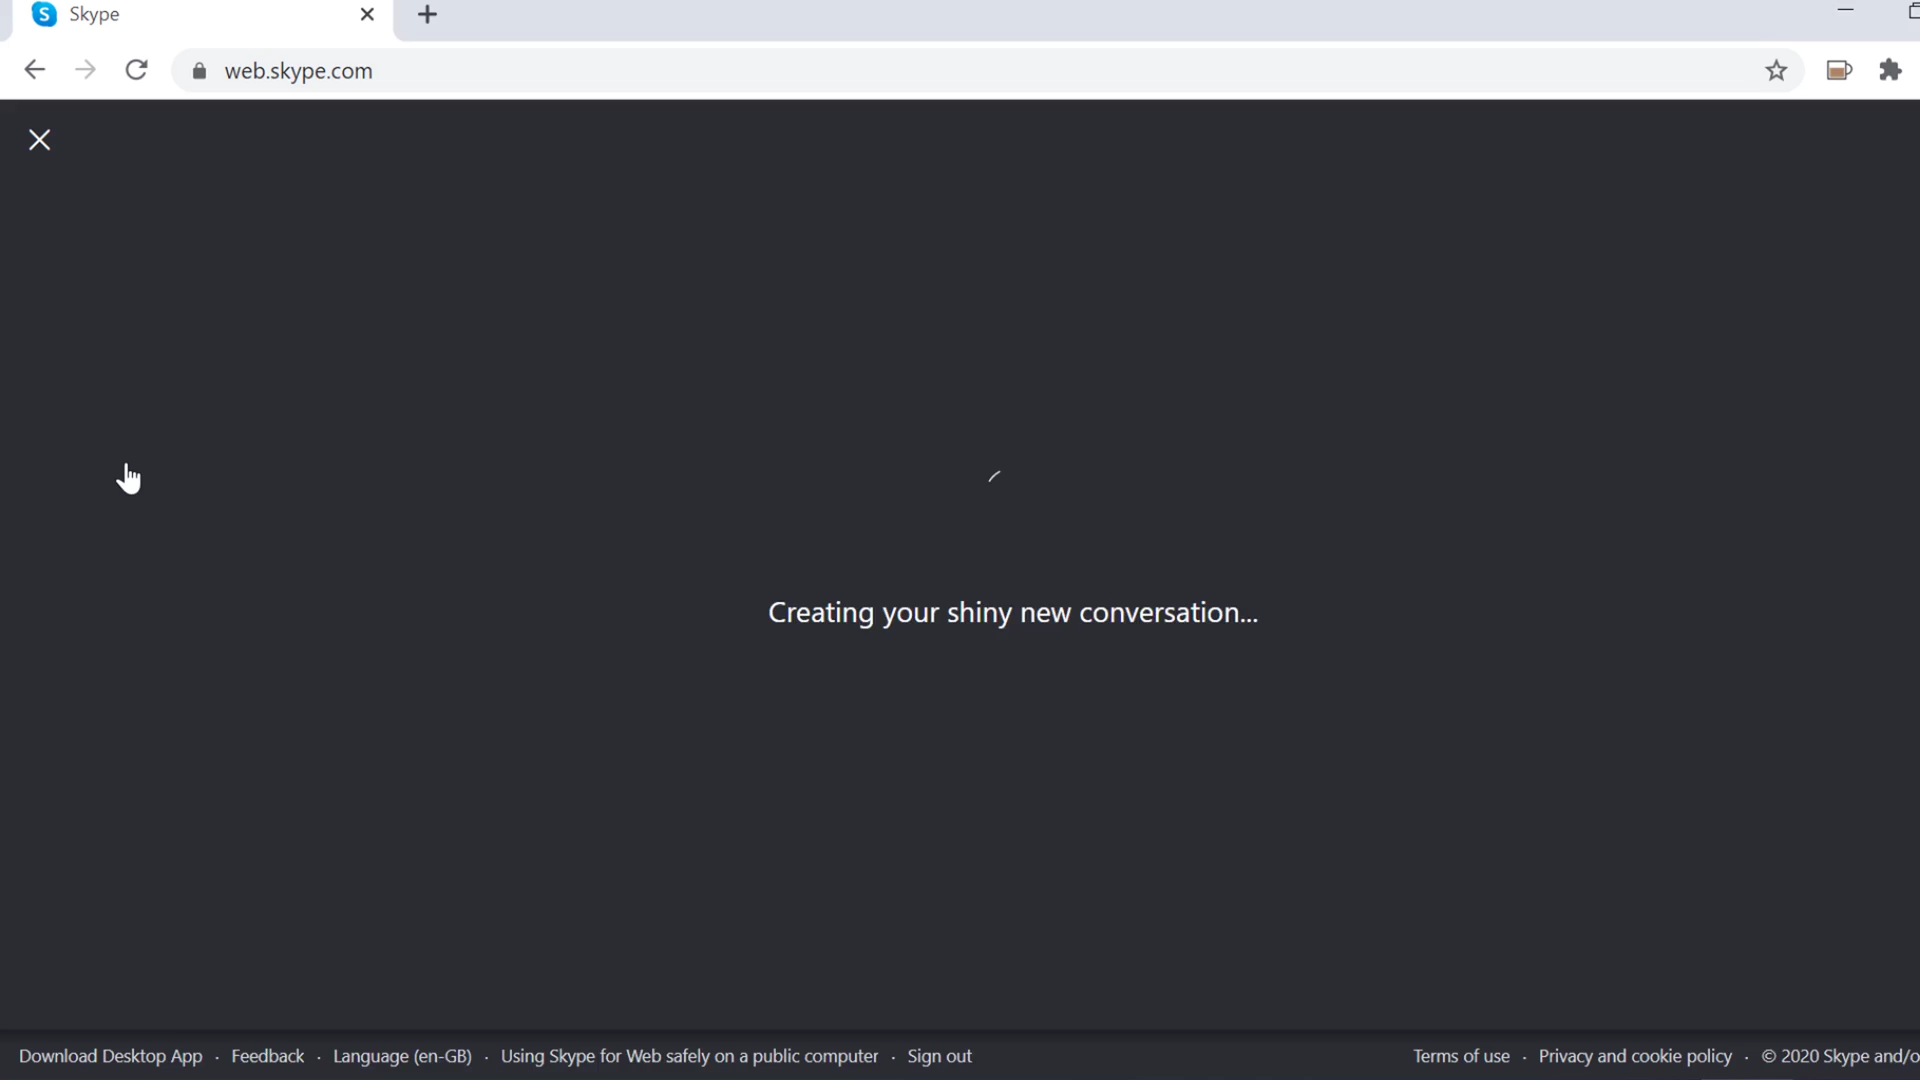 Skype
web.skype.com
Creating your shiny new conversation...
Download Desktop App · Feedback · Language (en-GB) · Using Skype for Web safely on a public computer · Sign out
Terms of use · Privacy and cookie policy · © 2020 Skype and/o